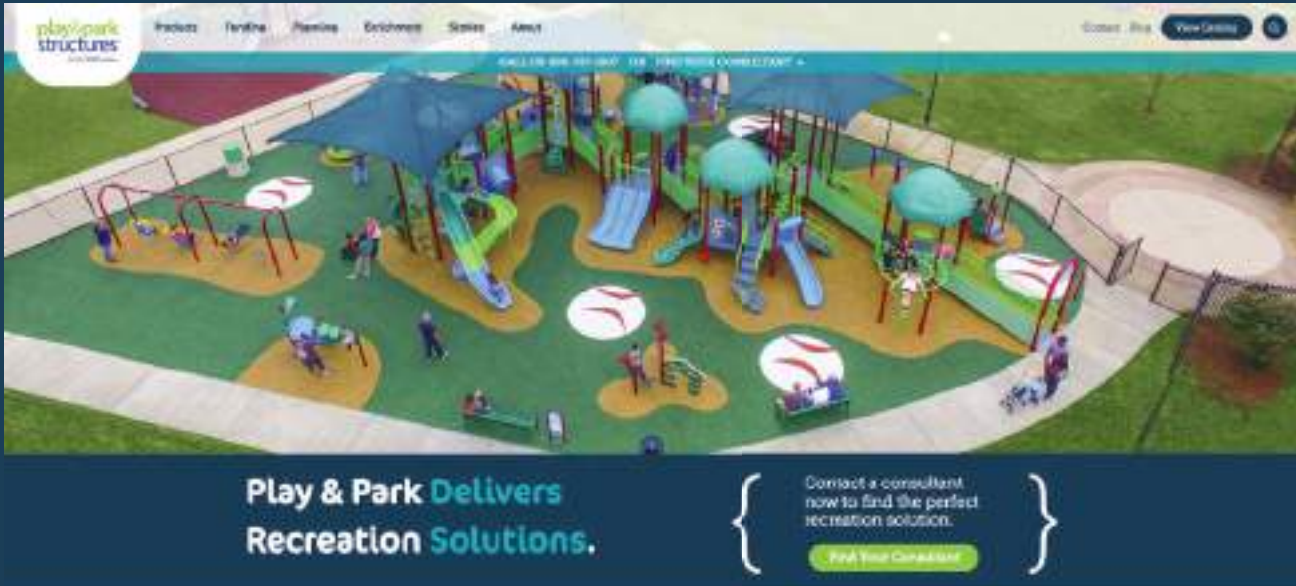 play&park
structures
Products Funding Planning Enrichment Stories About
Contact Blog View Catalog
FIND YOUR CONSULTANT
Play & Park Delivers
Recreation Solutions.
Contact a consultant
now to find the perfect
recreation solution.
Find Your Consultant